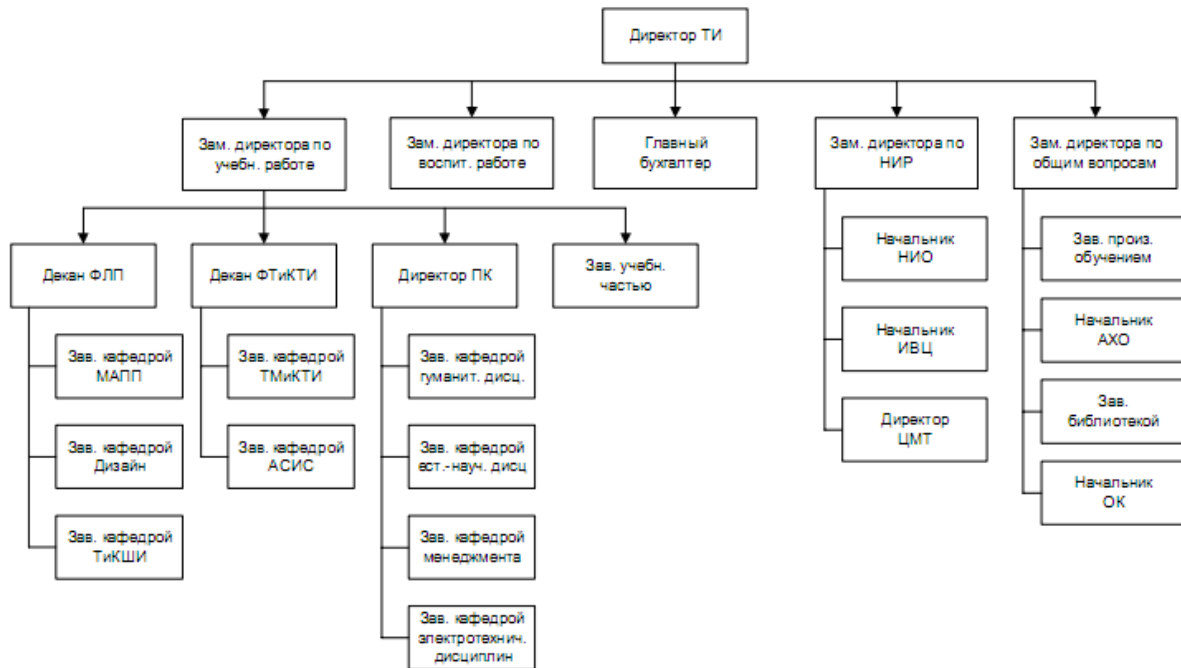 Директор ТИ
Зам. директора по
учебн. работе
Зам. директора по
воспит. работе
Главный
бухгалтер
Зам. директора по
НИР
Зам. директора по
общим вопросам
Декан ФЛП
Декан ФТиКТИ
Директор ПК
Зав. учебн.
частью
Начальник
НИО
Зав. произ.
обучением
Зав. кафедрой
МАПП
Зав. кафедрой
ТМиКТИ
Зав. кафедрой
гуманит. дисц.
Начальник
ИВЦ
Начальник
АХО
Зав. кафедрой
Дизайн
Зав. кафедрой
АСИС
Зав. кафедрой
ест.-науч. дисц
Директор
ЦМТ
Зав.
библиотекой
Зав. кафедрой
ТиКШИ
Зав. кафедрой
менеджмента
Начальник
ОК
Зав. кафедрой
электротехнич.
дисциплин